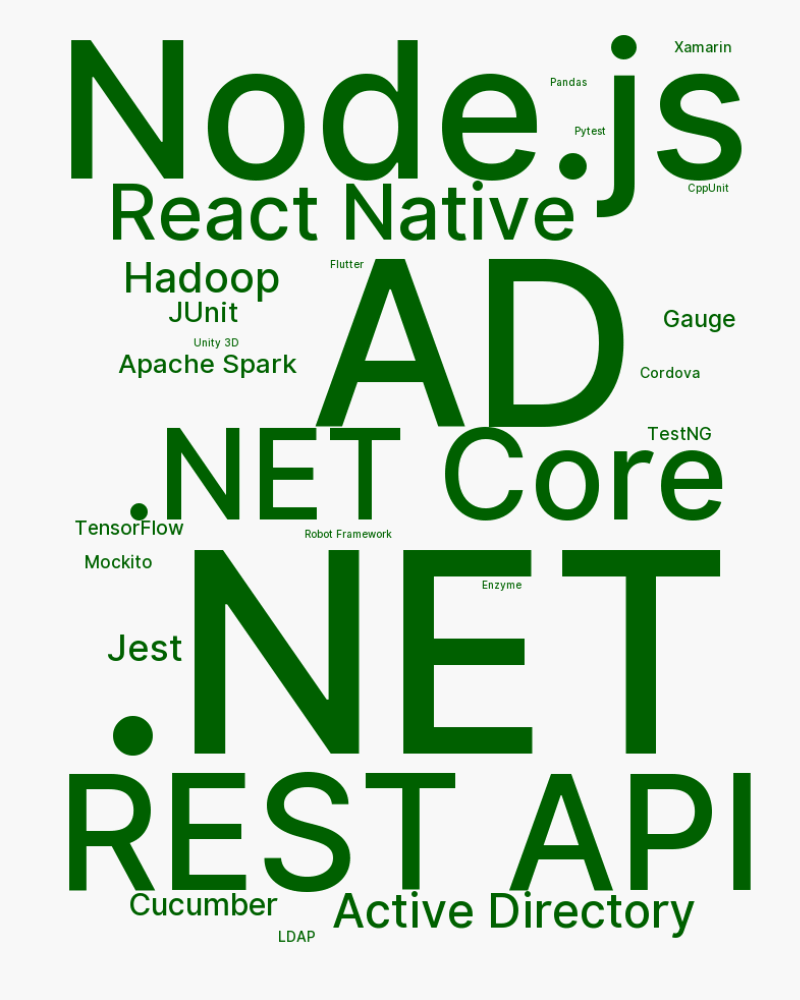 Xamarin
Node.js
Pandas
Pytest
CppUnit
React Native
Flutter
Hadoop
AD
JUnit
Gauge
Unity 3D
Apache Spark
Cordova
TestNG
.NET Core
TensorFlow
Robot Framework
Mockito
Enzyme
.NET
Jest
REST API
Cucumber
Active Directory
LDAP